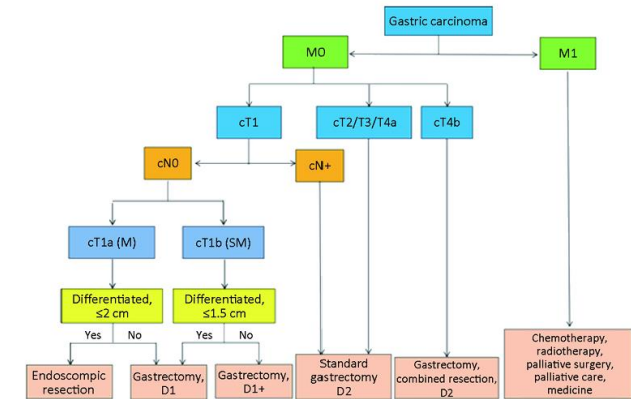 Gastric carcinoma
M0
M1
cT1
cT2/T3/T4a
cT4b
cN0
cN+
cT1a (M)
cT1b (SM)
Differentiated,
≤2 cm
Differentiated,
≤1.5 cm
Yes
No
Yes
No
Endoscompic
resection
Gastrectomy,
D1
Gastrectomy,
D1+
Standard
gastrectomy
D2
Gastrectomy,
combined resection,
D2
Chemotherapy,
radiotherapy,
palliative surgery,
palliative care,
medicine